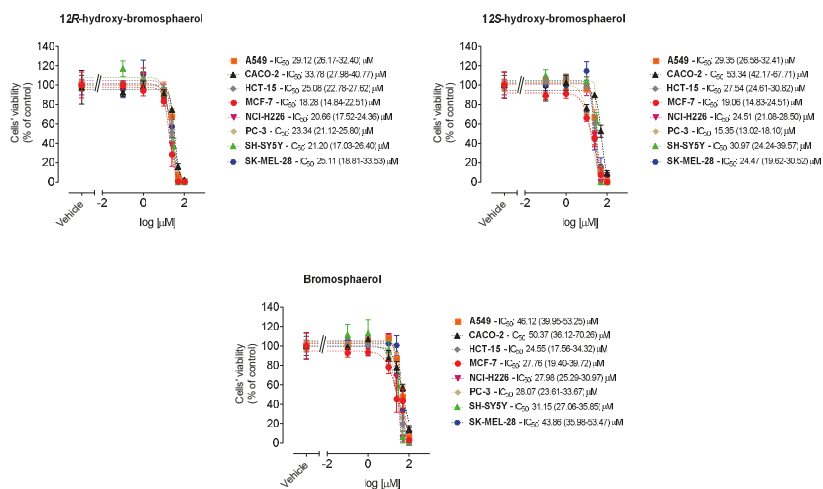 12R-hydroxy-bromosphaerol
140
120
100
80
60
40
20
0
Cells' viability
(% of control)
Vehicle
-2
0
2
log [μM]
A549 - IC50 29.12 (26.17-32.40) μM
CACO-2 - IC50 33.78 (27.98-40.77) μM
HCT-15 - IC50 25.08 (22.78-27.62) μM
MCF-7 - IC50 18.28 (14.84-22.51) μM
NCI-H226 - IC50 20.66 (17.52-24.36) μM
PC-3 - C50 23.34 (21.12-25.80) μM
SH-SY5Y - IC50 21.20 (17.03-26.40) μM
SK-MEL-28 - IC50 25.11 (18.81-33.53) μM
12S-hydroxy-bromosphaerol
140
120
100
80
60
40
20
0
Cells' viability
(% of control)
Vehicle
-2
0
2
log [μM]
A549 - IC50: 29.35 (26.58-32.41) μM
CACO-2 - IC50: 53.34 (42.17-67.71) μM
HCT-15 - IC50 27.54 (24.61-30.82) μM
MCF-7 - IC50 19.06 (14.83-24.51) μM
NCI-H226 - IC50 24.51 (21.08-28.50) μM
PC-3 - IC50 15.35 (13.02-18.10) μM
SH-SY5Y - IC50: 30.97 (24.24-39.57) μM
SK-MEL-28 - IC50: 24.47 (19.62-30.52) μM
Bromosphaerol
140
120
100
80
60
40
20
0
Cells' viability
(% of control)
Vehicle
-2
0
2
log [μM]
A549 - IC50: 46.12 (39.95-53.25) μM
CACO-2 - IC50: 50.37 (36.12-70.26) μM
HCT-15 - IC50 24.55 (17.56-34.32) μM
MCF-7 - IC50: 27.76 (19.40-39.72) μM
NCI-H226 - IC50: 27.98 (25.29-30.97) μM
PC-3 - IC50 28.07 (23.61-33.67) μM
SH-SY5Y - IC50: 31.15 (27.06-35.85) μM
SK-MEL-28 - IC50: 43.86 (35.98-53.47) μM